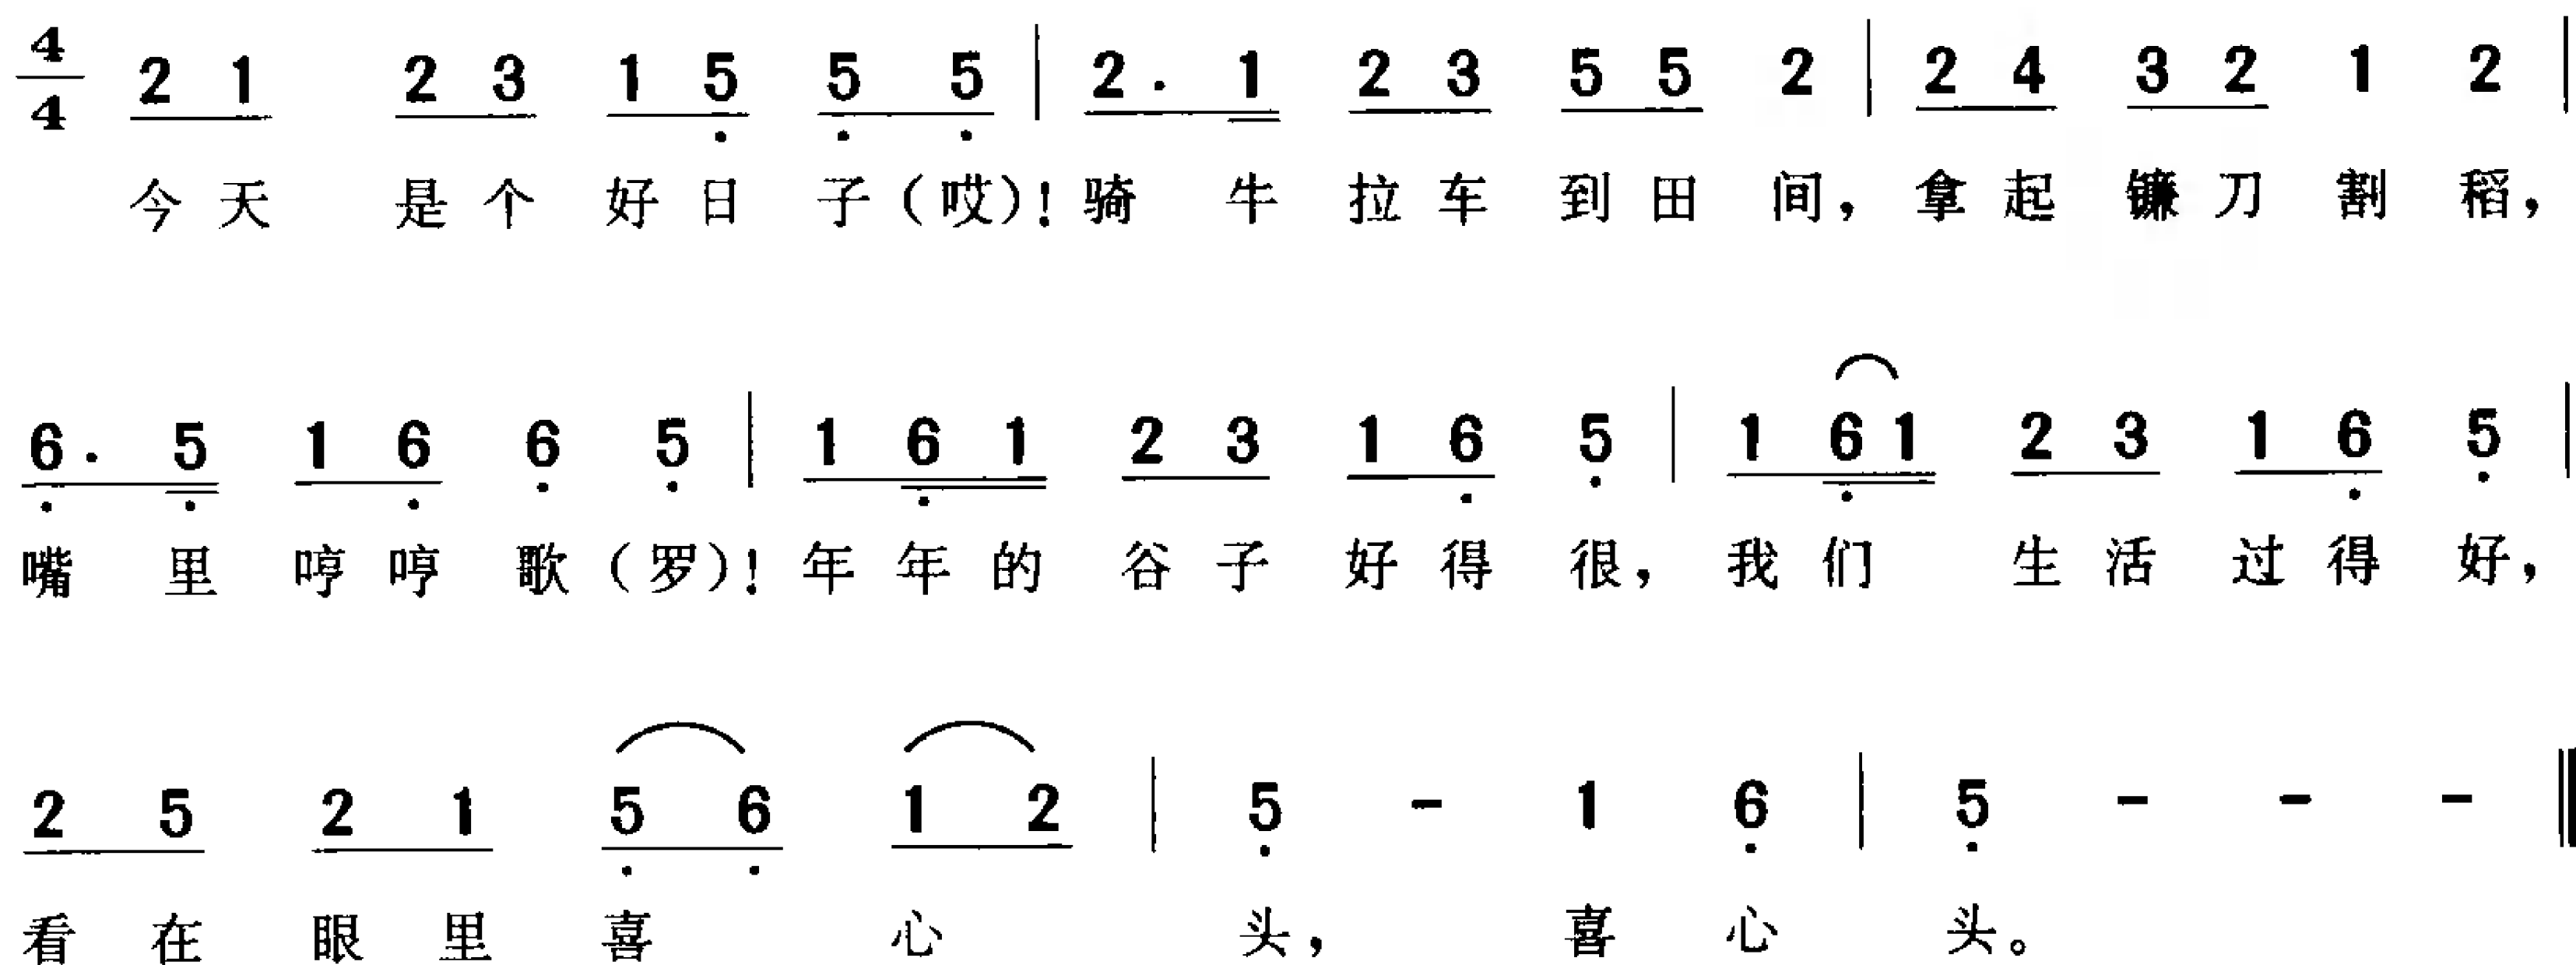 4/4 2 1 2 3 1 5 5 5 | 2 . 1 2 3 5 5 2 | 2 4 3 2 1 2 |
今天 是个 好日 子（哎）！骑 牛 拉车 到田 间，拿起 镰刀 割 稻，
6 . 5 1 6 6 5 | 1 6 1 2 3 1 6 5 | 1 6 1 2 3 1 6 5 |
嘴 里 哼哼 歌（罗）！年年的 谷子 好得 很，我们 生活 过得 好，
2 5 2 1 5 6 1 2 | 5 - 1 6 | 5 - - - ‖
看在 眼里 喜 心 头， 喜 心 头。